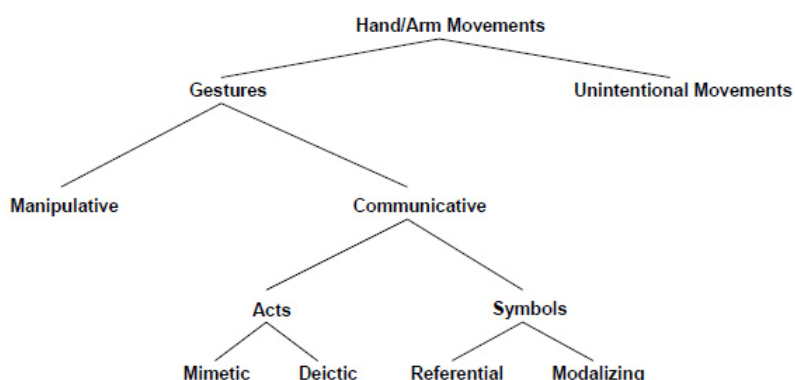 Hand/Arm Movements
Gestures
Unintentional Movements
Manipulative
Communicative
Acts
Symbols
Mimetic
Deictic
Referential
Modalizing